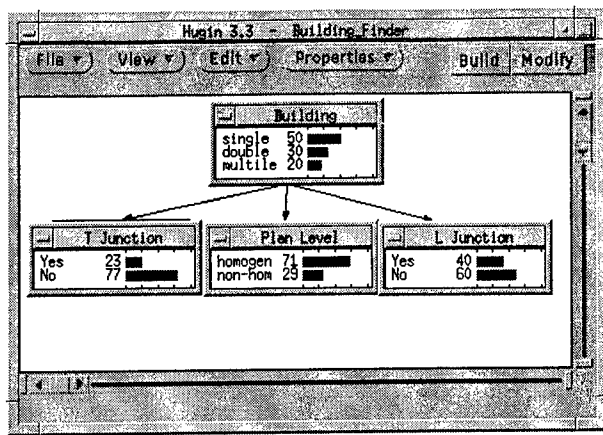 Hugin 3.3 - Building_Finder
File View Edit Properties Build Modify
Building
single 50
double 30
multile 20
T Junction
Yes 23
No 77
Plan Level
homogen 71
non-hom 29
L Junction
Yes 40
No 60